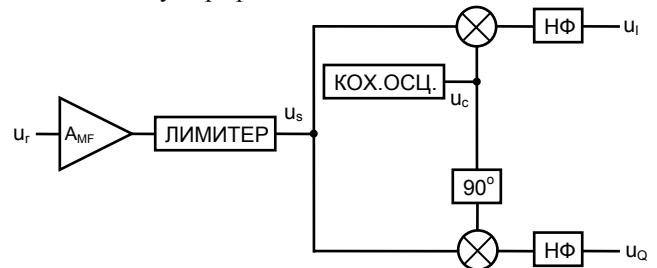 НФ
u_I
КОХ.ОСЦ.
u_c
u_s
u_r
A_MF
ЛИМИТЕР
90°
НФ
u_Q